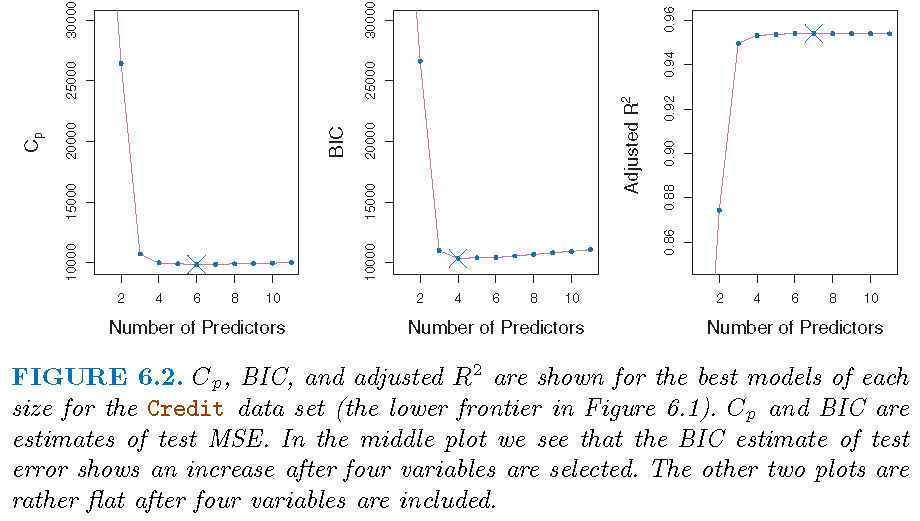 Cp
10000 15000 20000 25000 30000
2 4 6 8 10
Number of Predictors
BIC
10000 15000 20000 25000 30000
2 4 6 8 10
Number of Predictors
Adjusted R²
0.86 0.88 0.90 0.92 0.94 0.96
2 4 6 8 10
Number of Predictors
FIGURE 6.2. Cp, BIC, and adjusted R² are shown for the best models of each
size for the Credit data set (the lower frontier in Figure 6.1). Cp and BIC are
estimates of test MSE. In the middle plot we see that the BIC estimate of test
error shows an increase after four variables are selected. The other two plots are
rather flat after four variables are included.